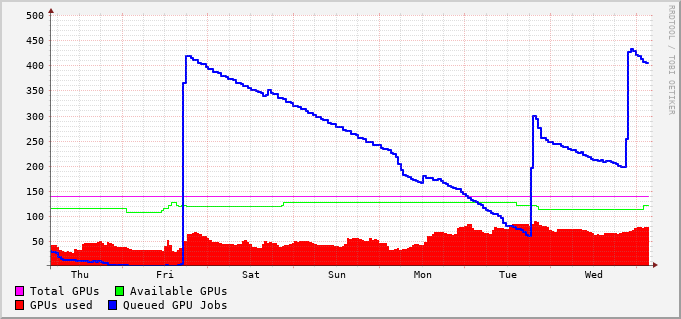 500
450
400
350
300
250
200
150
100
50
Thu Fri Sat Sun Mon Tue Wed
Total GPUs Available GPUs
GPUs used Queued GPU Jobs
RRDTOOL / TOBI OETIKER